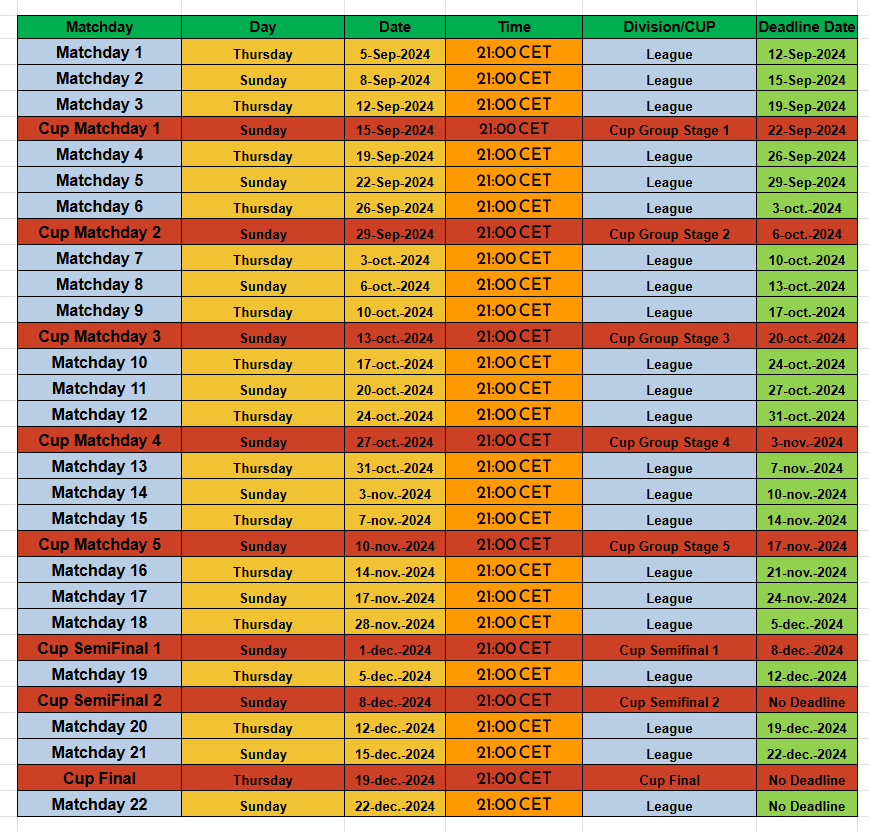 Matchday Day Date Time Division/CUP Deadline Date
Matchday 1 Thursday 5-Sep-2024 21:00 CET League 12-Sep-2024
Matchday 2 Sunday 8-Sep-2024 21:00 CET League 15-Sep-2024
Matchday 3 Thursday 12-Sep-2024 21:00 CET League 19-Sep-2024
Cup Matchday 1 Sunday 15-Sep-2024 21:00 CET Cup Group Stage 1 22-Sep-2024
Matchday 4 Thursday 19-Sep-2024 21:00 CET League 26-Sep-2024
Matchday 5 Sunday 22-Sep-2024 21:00 CET League 29-Sep-2024
Matchday 6 Thursday 26-Sep-2024 21:00 CET League 3-oct.-2024
Cup Matchday 2 Sunday 29-Sep-2024 21:00 CET Cup Group Stage 2 6-oct.-2024
Matchday 7 Thursday 3-oct.-2024 21:00 CET League 10-oct.-2024
Matchday 8 Sunday 6-oct.-2024 21:00 CET League 13-oct.-2024
Matchday 9 Thursday 10-oct.-2024 21:00 CET League 17-oct.-2024
Cup Matchday 3 Sunday 13-oct.-2024 21:00 CET Cup Group Stage 3 20-oct.-2024
Matchday 10 Thursday 17-oct.-2024 21:00 CET League 24-oct.-2024
Matchday 11 Sunday 20-oct.-2024 21:00 CET League 27-oct.-2024
Matchday 12 Thursday 24-oct.-2024 21:00 CET League 31-oct.-2024
Cup Matchday 4 Sunday 27-oct.-2024 21:00 CET Cup Group Stage 4 3-nov.-2024
Matchday 13 Thursday 31-oct.-2024 21:00 CET League 7-nov.-2024
Matchday 14 Sunday 3-nov.-2024 21:00 CET League 10-nov.-2024
Matchday 15 Thursday 7-nov.-2024 21:00 CET League 14-nov.-2024
Cup Matchday 5 Sunday 10-nov.-2024 21:00 CET Cup Group Stage 5 17-nov.-2024
Matchday 16 Thursday 14-nov.-2024 21:00 CET League 21-nov.-2024
Matchday 17 Sunday 17-nov.-2024 21:00 CET League 24-nov.-2024
Matchday 18 Thursday 28-nov.-2024 21:00 CET League 5-dec.-2024
Cup SemiFinal 1 Sunday 1-dec.-2024 21:00 CET Cup Semifinal 1 8-dec.-2024
Matchday 19 Thursday 5-dec.-2024 21:00 CET League 12-dec.-2024
Cup SemiFinal 2 Sunday 8-dec.-2024 21:00 CET Cup Semifinal 2 No Deadline
Matchday 20 Thursday 12-dec.-2024 21:00 CET League 19-dec.-2024
Matchday 21 Sunday 15-dec.-2024 21:00 CET League 22-dec.-2024
Cup Final Thursday 19-dec.-2024 21:00 CET Cup Final No Deadline
Matchday 22 Sunday 22-dec.-2024 21:00 CET League No Deadline